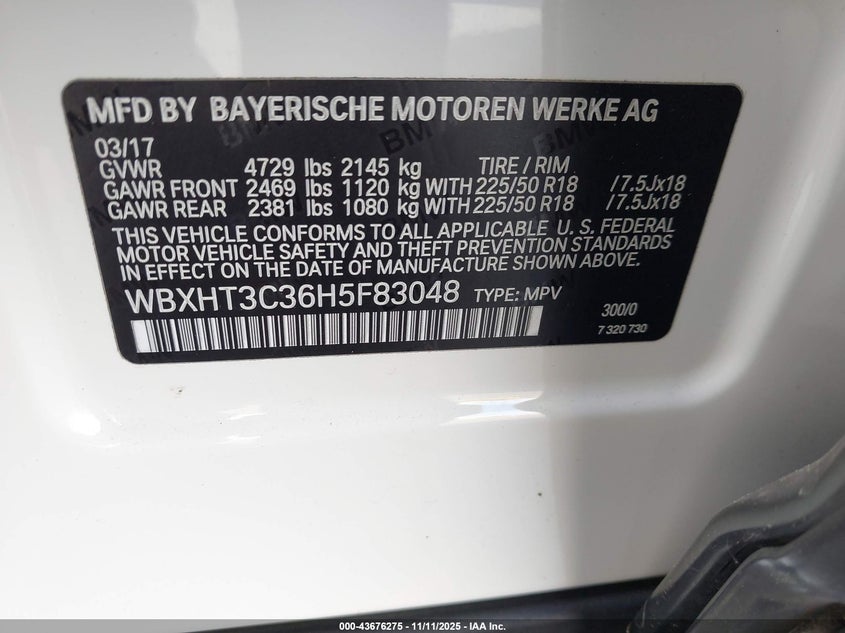 MFD BY BAYERISCHE MOTOREN WERKE AG
03/17
GVWR 4729 lbs 2145 kg TIRE / RIM
GAWR FRONT 2469 lbs 1120 kg WITH 225/50 R18 /7.5Jx18
GAWR REAR 2381 lbs 1080 kg WITH 225/50 R18 /7.5Jx18
THIS VEHICLE CONFORMS TO ALL APPLICABLE U. S. FEDERAL
MOTOR VEHICLE SAFETY AND THEFT PREVENTION STANDARDS
IN EFFECT ON THE DATE OF MANUFACTURE SHOWN ABOVE.
WBXHT3C36H5F83048 TYPE: MPV
300/0
7 320 730
000-43676275 - 11/11/2025 - IAA Inc.